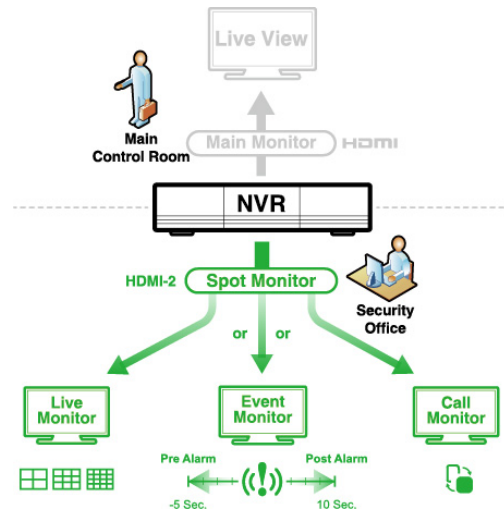 Live View
Main
Control Room
Main Monitor
HDMI
NVR
HDMI-2
Spot Monitor
Security
Office
or
or
Live
Monitor
Event
Monitor
Call
Monitor
Pre Alarm
Post Alarm
-5 Sec.
10 Sec.